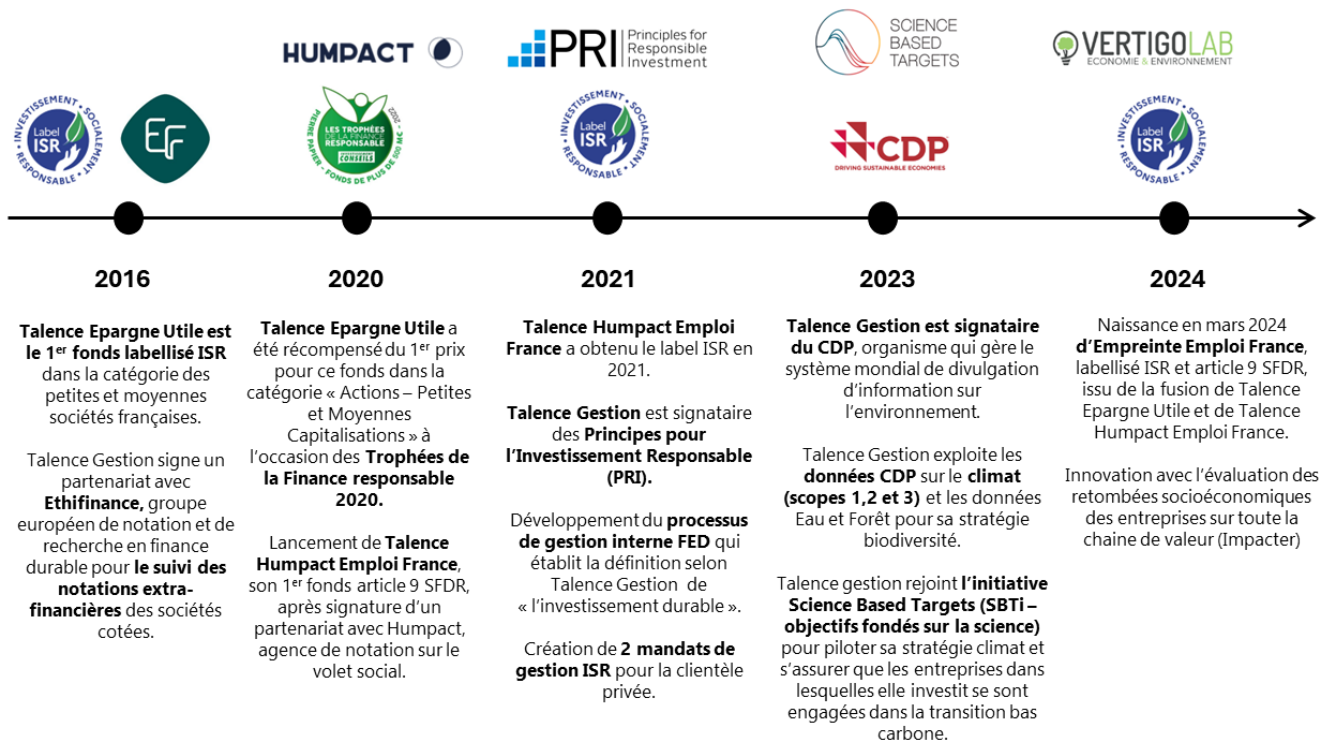 HUMPACT
PRI Principles for
Responsible
Investment
SCIENCE
BASED
TARGETS
VERTIGOLAB
ECONOMIE & ENVIRONNEMENT
INVESTISSEMENT • SOCIALEMENT • RESPONSABLE •
Label
ISR
EF
LES TROPHÉES
DE LA FINANCE
RESPONSABLE
CONSEILS
PIERRE PAPIER – FONDS DE PLUS DE 500 M€ – 2022
INVESTISSEMENT • SOCIALEMENT • RESPONSABLE •
Label
ISR
CDP
DRIVING SUSTAINABLE ECONOMIES
INVESTISSEMENT • SOCIALEMENT • RESPONSABLE •
Label
ISR
2016
Talence Epargne Utile est
le 1er fonds labellisé ISR
dans la catégorie des
petites et moyennes
sociétés françaises.
Talence Gestion signe un
partenariat avec
Ethifinance, groupe
européen de notation et de
recherche en finance
durable pour le suivi des
notations extra-
financières des sociétés
cotées.
2020
Talence Epargne Utile a
été récompensé du 1er prix
pour ce fonds dans la
catégorie « Actions – Petites
et Moyennes
Capitalisations » à
l'occasion des Trophées de
la Finance responsable
2020.
Lancement de Talence
Humpact Emploi France,
son 1er fonds article 9 SFDR,
après signature d'un
partenariat avec Humpact,
agence de notation sur le
volet social.
2021
Talence Humpact Emploi
France a obtenu le label ISR en
2021.
Talence Gestion est signataire
des Principes pour
l'Investissement Responsable
(PRI).
Développement du processus
de gestion interne FED qui
établit la définition selon
Talence Gestion de
« l'investissement durable ».
Création de 2 mandats de
gestion ISR pour la clientèle
privée.
2023
Talence Gestion est signataire
du CDP, organisme qui gère le
système mondial de divulgation
d'information sur
l'environnement.
Talence Gestion exploite les
données CDP sur le climat
(scopes 1,2 et 3) et les données
Eau et Forêt pour sa stratégie
biodiversité.
Talence gestion rejoint l'initiative
Science Based Targets (SBTi –
objectifs fondés sur la science)
pour piloter sa stratégie climat et
s'assurer que les entreprises dans
lesquelles elle investit se sont
engagées dans la transition bas
carbone.
2024
Naissance en mars 2024
d'Empreinte Emploi France,
labellisé ISR et article 9 SFDR,
issu de la fusion de Talence
Epargne Utile et de Talence
Humpact Emploi France.
Innovation avec l'évaluation des
retombées socioéconomiques
des entreprises sur toute la
chaine de valeur (Impacter)